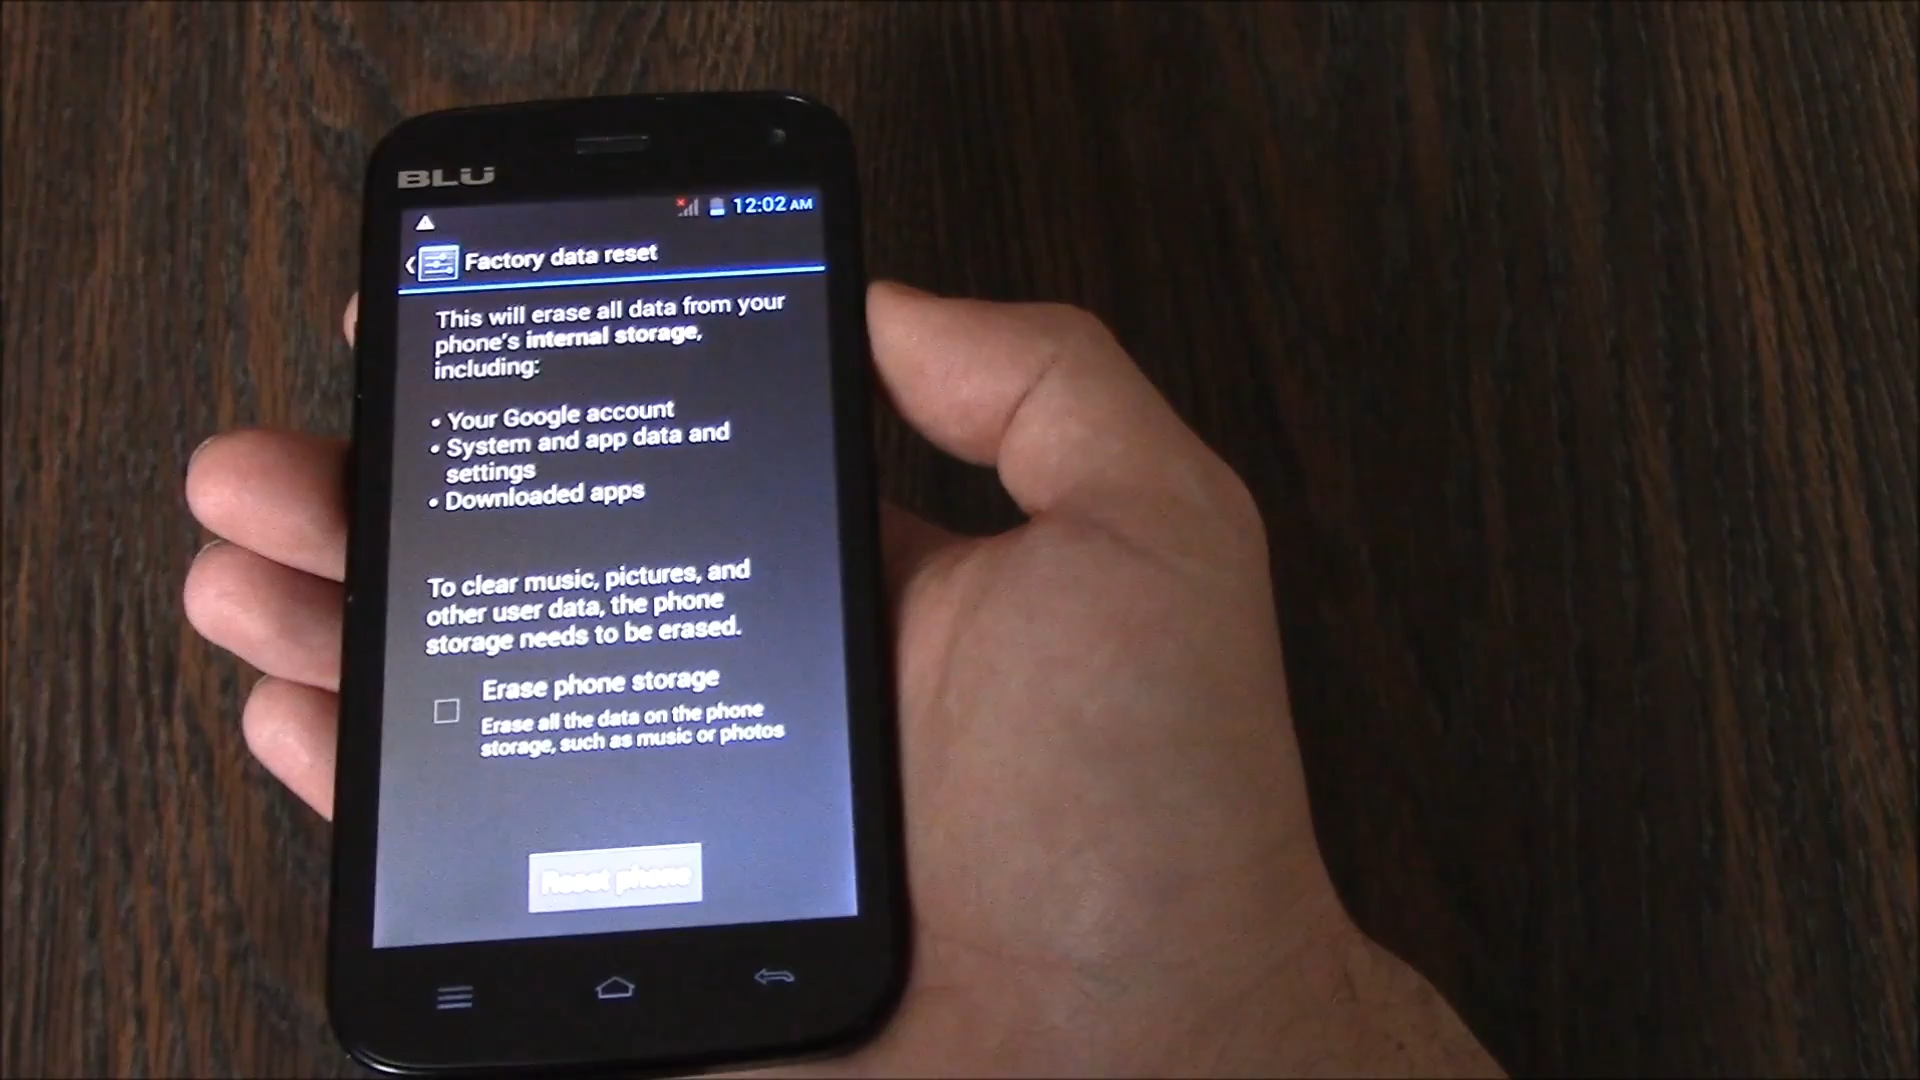 BLU
12:02 AM
Factory data reset
This will erase all data from your
phone's internal storage,
including:
• Your Google account
• System and app data and
settings
• Downloaded apps
To clear music, pictures, and
other user data, the phone
storage needs to be erased.
Erase phone storage
Erase all the data on the phone
storage, such as music or photos
Reset phone